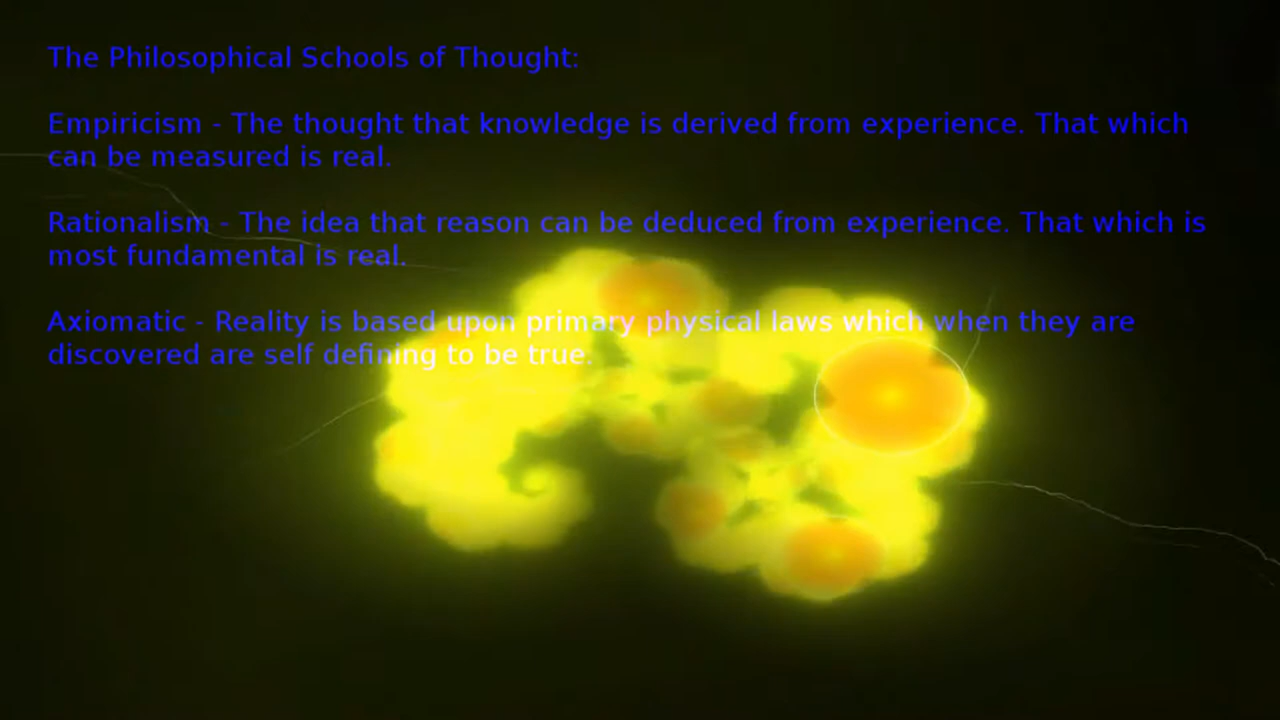 The Philosophical Schools of Thought:
Empiricism - The thought that knowledge is derived from experience. That which
can be measured is real.
Rationalism - The idea that reason can be deduced from experience. That which is
most fundamental is real.
Axiomatic - Reality is based upon primary physical laws which when they are
discovered are self defining to be true.